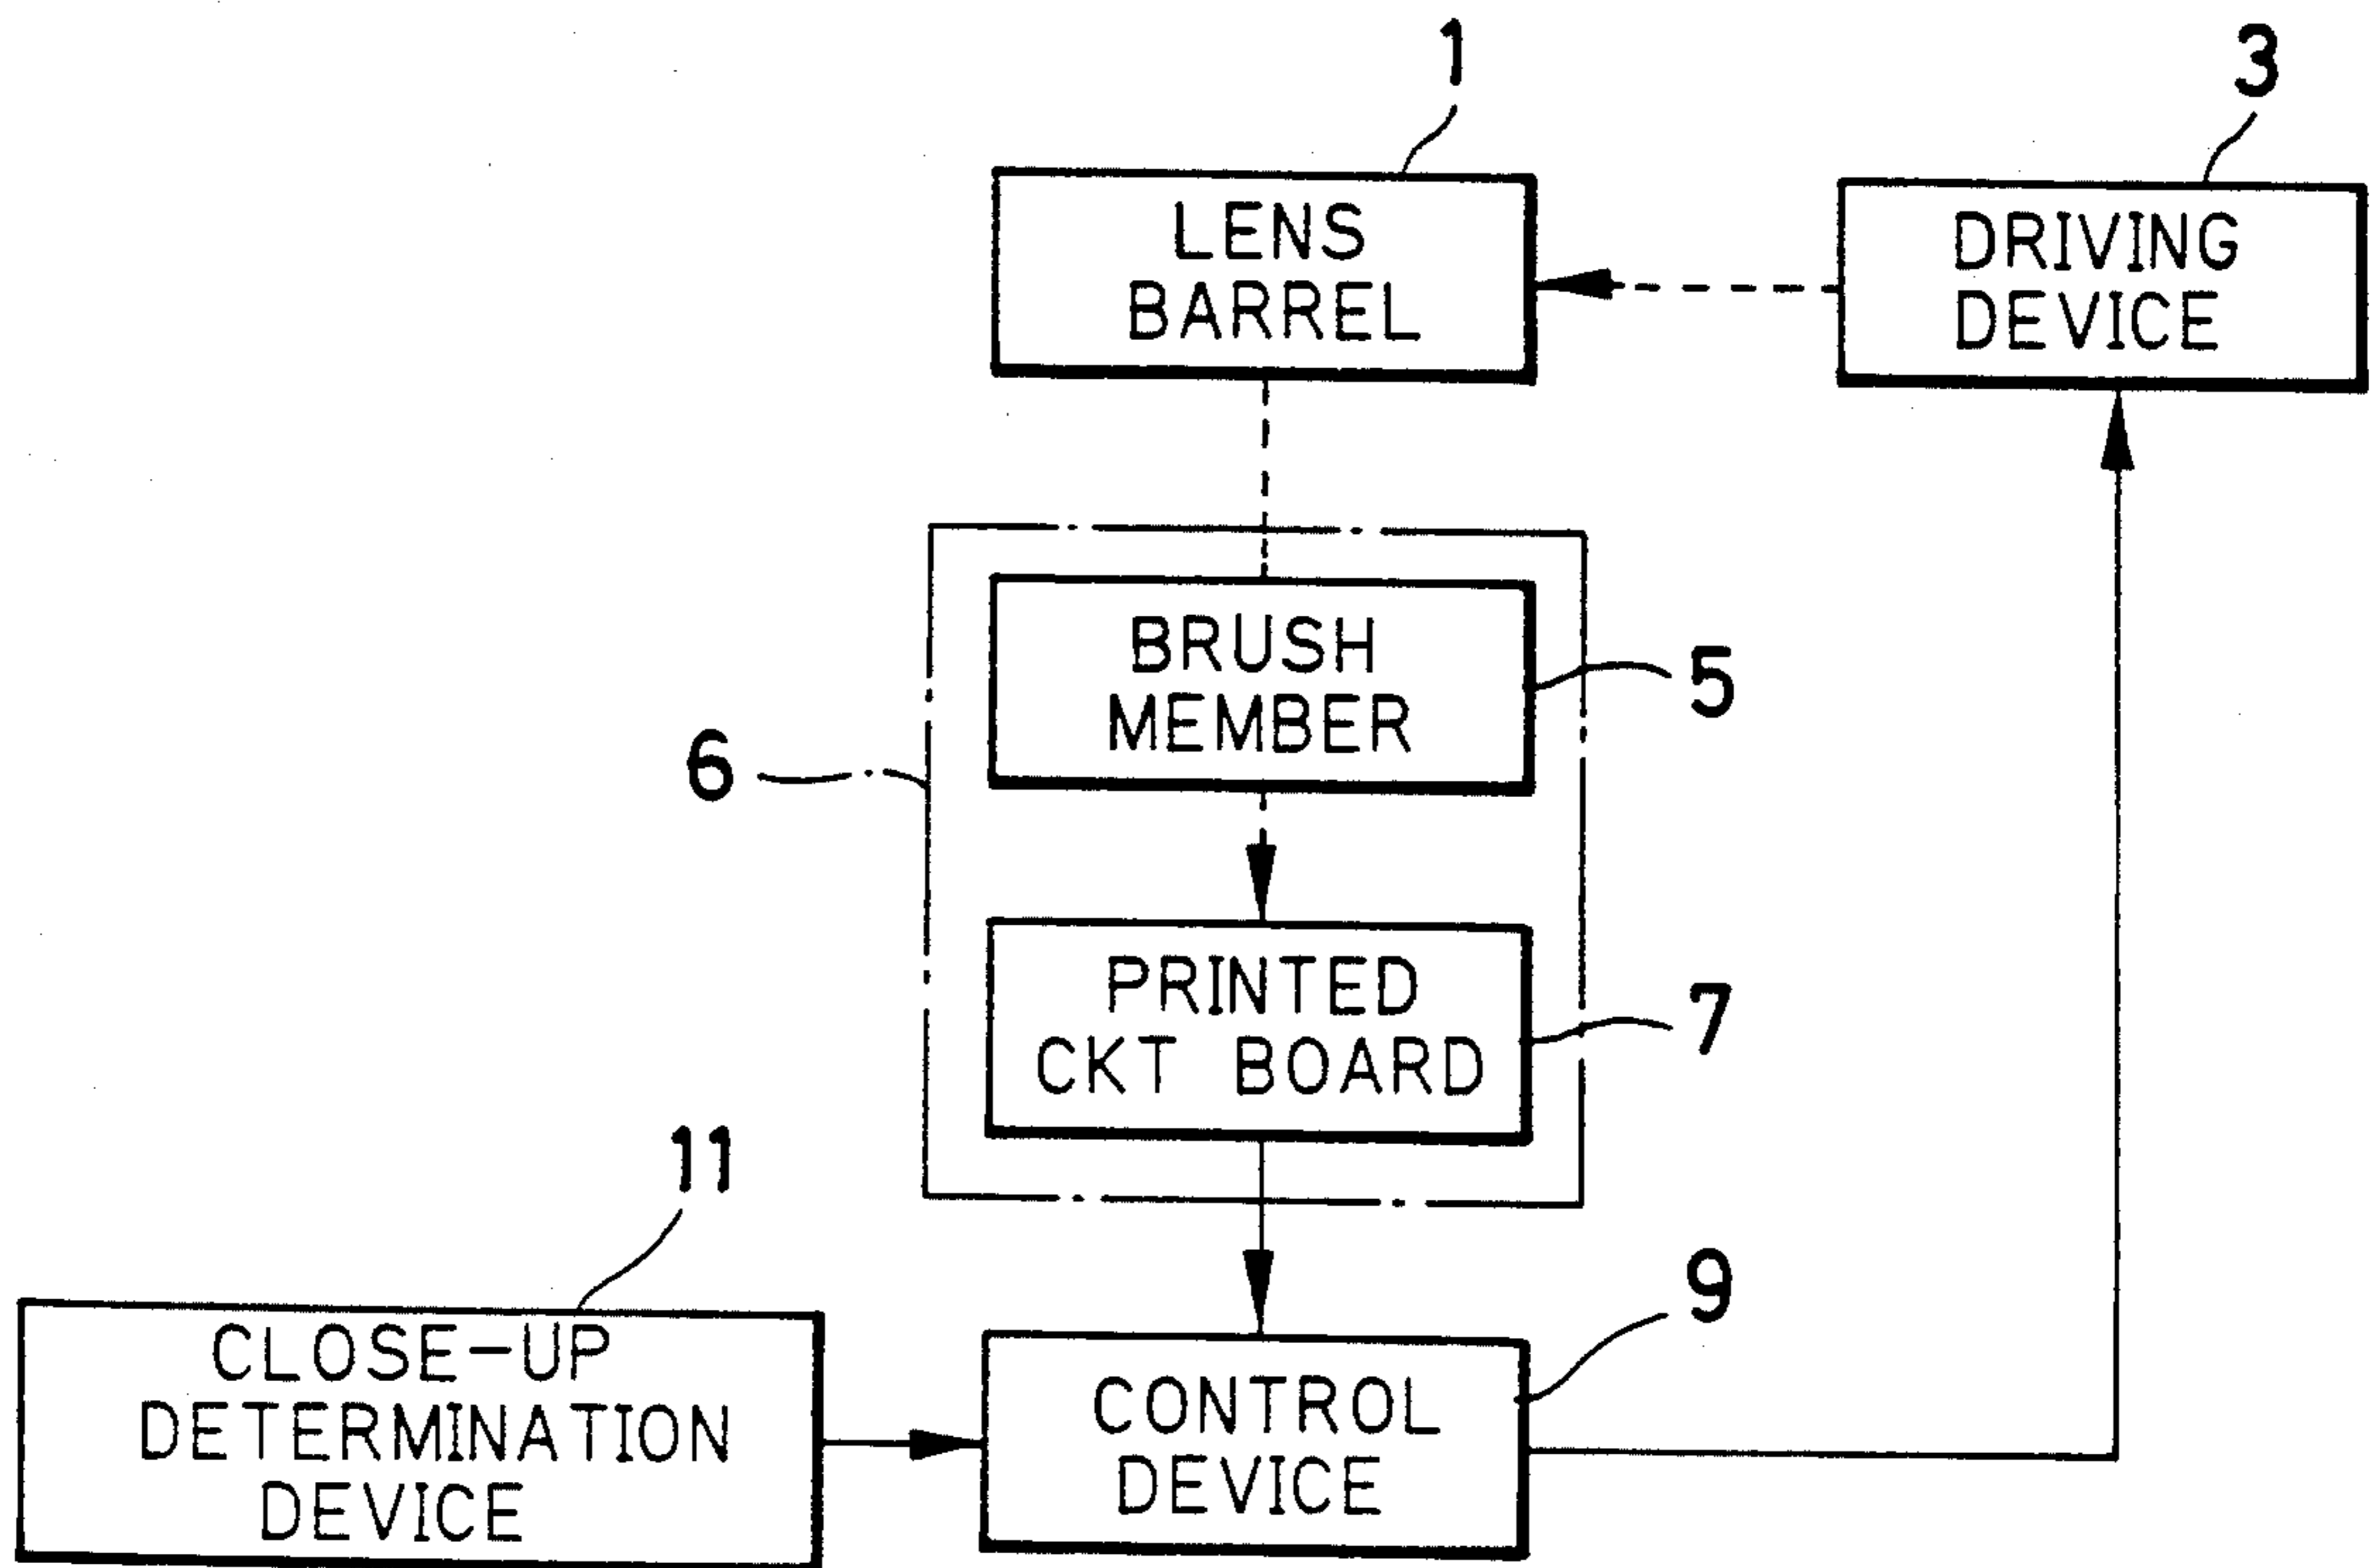 1
3
LENS
BARREL
DRIVING
DEVICE
BRUSH
MEMBER
5
6
PRINTED
CKT BOARD
7
11
9
CLOSE-UP
DETERMINATION
DEVICE
CONTROL
DEVICE